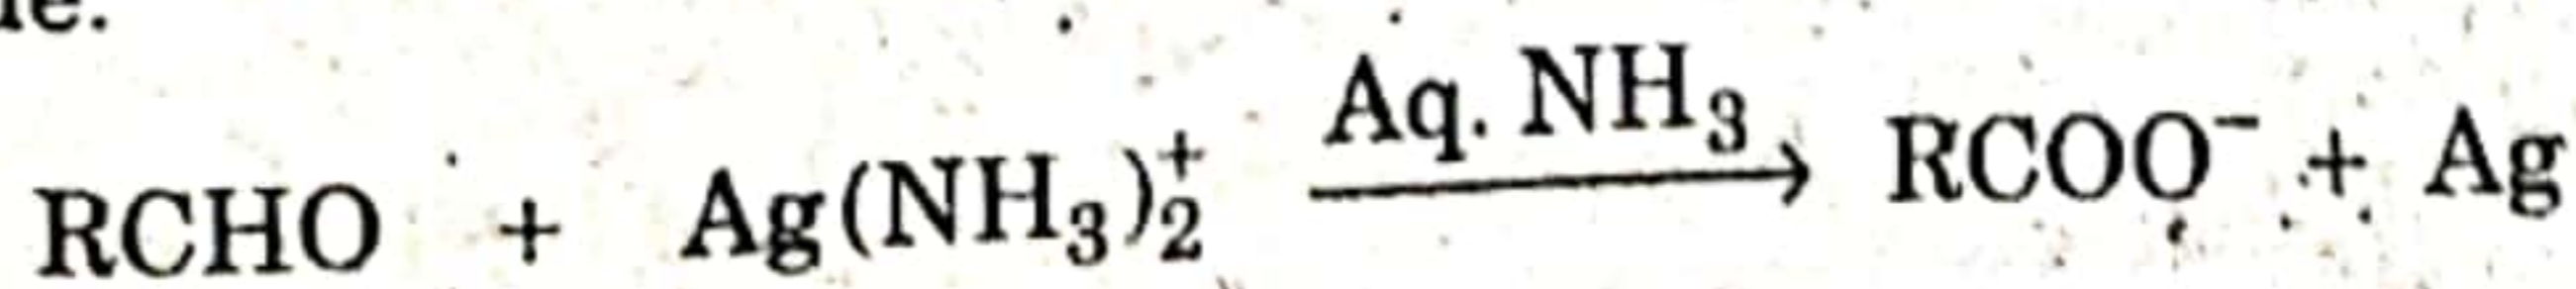 RCHO + Ag(NH₃)₂⁺ Aq. NH₃ → RCOO⁻ + Ag